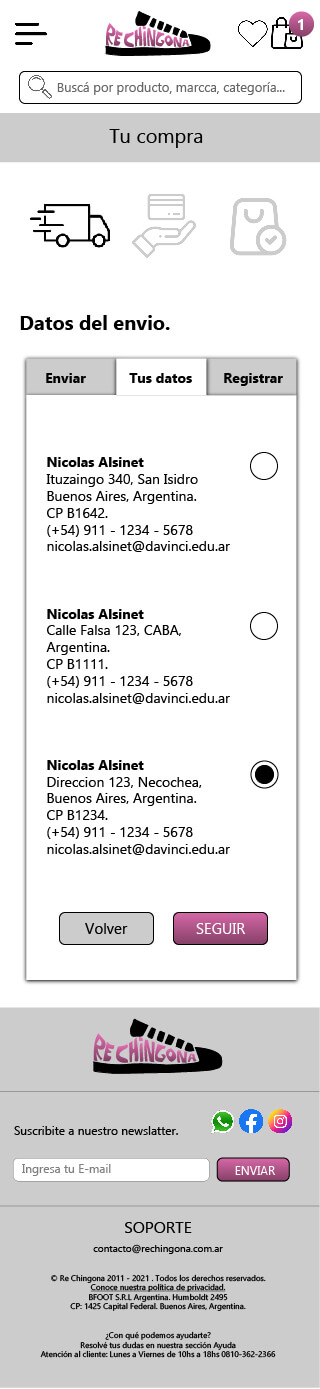 RE CHINGONA
1
Buscá por producto, marcca, categoría...
Tu compra
Datos del envio.
Enviar
Tus datos
Registrar
Nicolas Alsinet
Ituzaingo 340, San Isidro
Buenos Aires, Argentina.
CP B1642.
(+54) 911 - 1234 - 5678
nicolas.alsinet@davinci.edu.ar
Nicolas Alsinet
Calle Falsa 123, CABA,
Argentina.
CP B1111.
(+54) 911 - 1234 - 5678
nicolas.alsinet@davinci.edu.ar
Nicolas Alsinet
Direccion 123, Necochea,
Buenos Aires, Argentina.
CP B1234.
(+54) 911 - 1234 - 5678
nicolas.alsinet@davinci.edu.ar
Volver
SEGUIR
RE CHINGONA
Suscribite a nuestro newslatter.
Ingresa tu E-mail
ENVIAR
SOPORTE
contacto@rechingona.com.ar
© Re Chingona 2011 - 2021 . Todos los derechos reservados.
Conoce nuestra política de privacidad.
BFOOT S.R.L Argentina. Humboldt 2495
CP: 1425 Capital Federal. Buenos Aires, Argentina.
¿Con qué podemos ayudarte?
Resolvé tus dudas en nuestra sección Ayuda
Atención al cliente: Lunes a Viernes de 10hs a 18hs 0810-362-2366